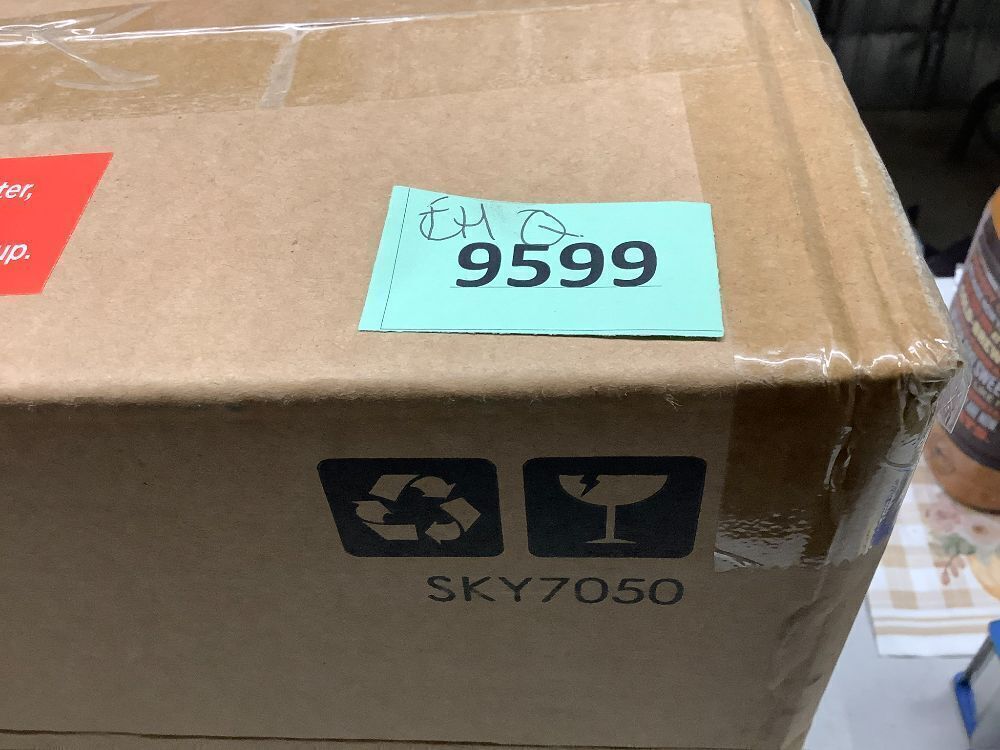 ter,
up.
EH Q
9599
SKY7050